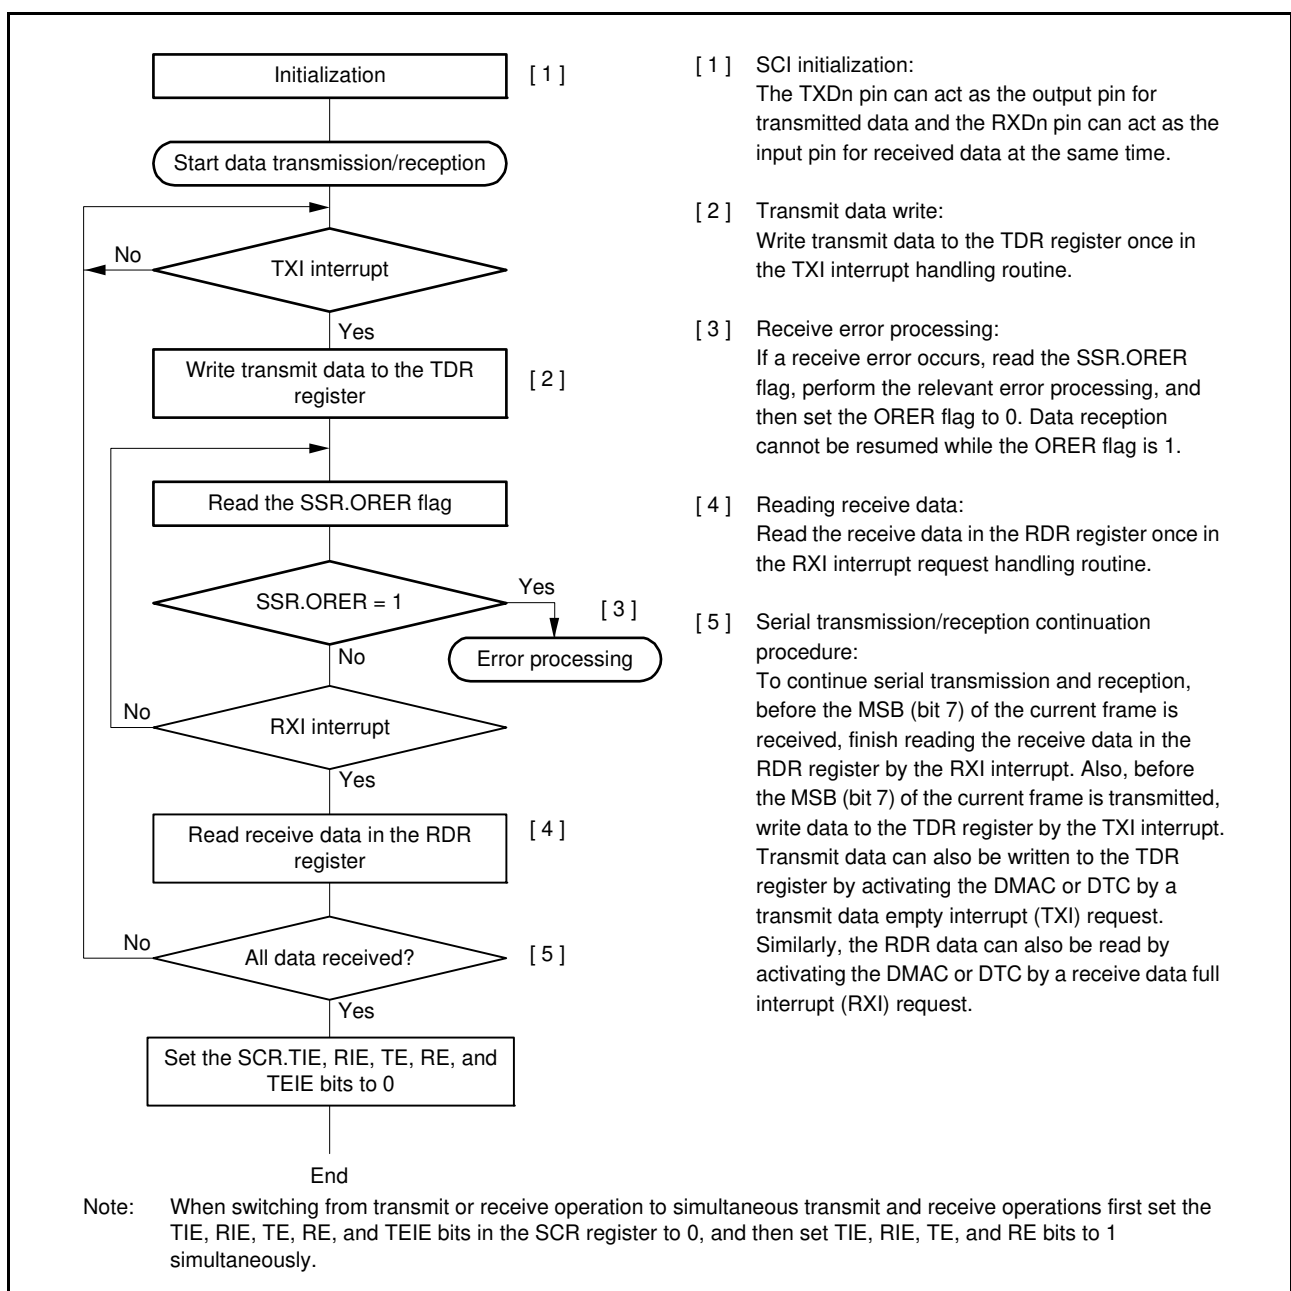 Initialization
[ 1 ]
Start data transmission/reception
No
TXI interrupt
Yes
Write transmit data to the TDR
register
[ 2 ]
Read the SSR.ORER flag
SSR.ORER = 1
Yes
[ 3 ]
Error processing
No
No
RXI interrupt
Yes
Read receive data in the RDR
register
[ 4 ]
No
All data received?
[ 5 ]
Yes
Set the SCR.TIE, RIE, TE, RE, and
TEIE bits to 0
End
[ 1 ] SCI initialization:
The TXDn pin can act as the output pin for
transmitted data and the RXDn pin can act as the
input pin for received data at the same time.
[ 2 ] Transmit data write:
Write transmit data to the TDR register once in
the TXI interrupt handling routine.
[ 3 ] Receive error processing:
If a receive error occurs, read the SSR.ORER
flag, perform the relevant error processing, and
then set the ORER flag to 0. Data reception
cannot be resumed while the ORER flag is 1.
[ 4 ] Reading receive data:
Read the receive data in the RDR register once in
the RXI interrupt request handling routine.
[ 5 ] Serial transmission/reception continuation
procedure:
To continue serial transmission and reception,
before the MSB (bit 7) of the current frame is
received, finish reading the receive data in the
RDR register by the RXI interrupt. Also, before
the MSB (bit 7) of the current frame is transmitted,
write data to the TDR register by the TXI interrupt.
Transmit data can also be written to the TDR
register by activating the DMAC or DTC by a
transmit data empty interrupt (TXI) request.
Similarly, the RDR data can also be read by
activating the DMAC or DTC by a receive data full
interrupt (RXI) request.
Note: When switching from transmit or receive operation to simultaneous transmit and receive operations first set the
TIE, RIE, TE, RE, and TEIE bits in the SCR register to 0, and then set TIE, RIE, TE, and RE bits to 1
simultaneously.